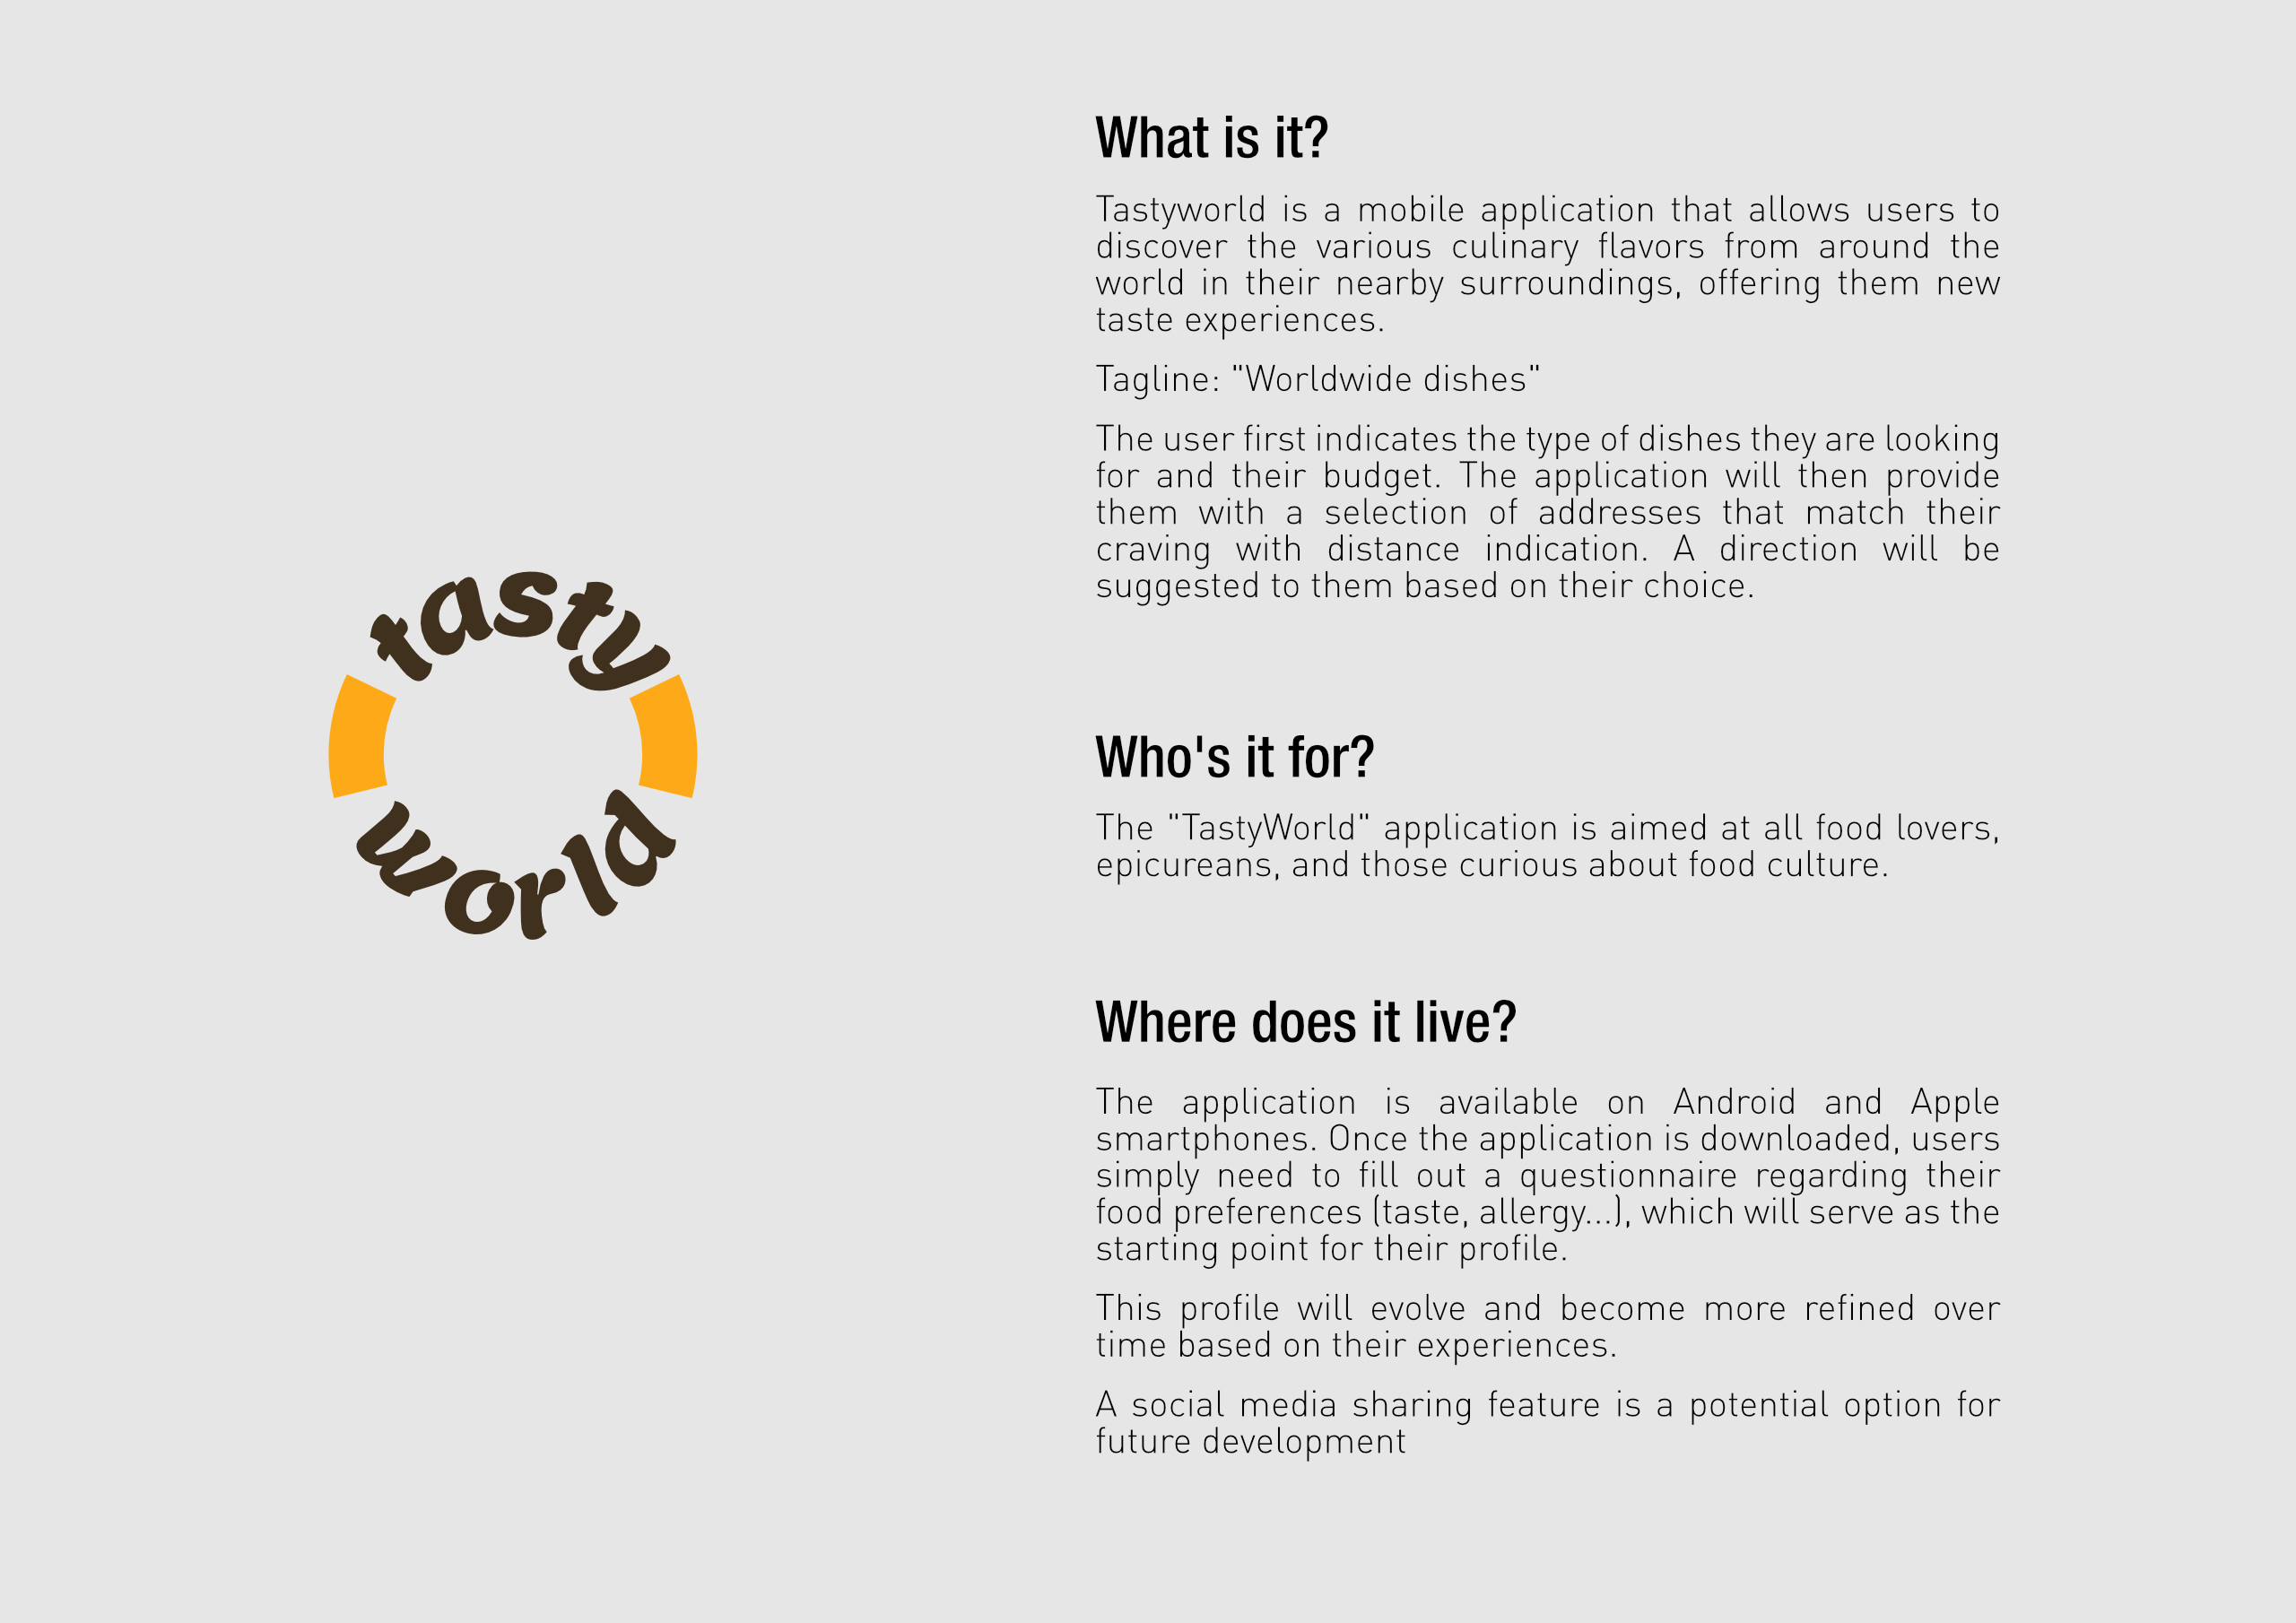 tasty
world
What is it?
Tastyworld is a mobile application that allows users to
discover the various culinary flavors from around the
world in their nearby surroundings, offering them new
taste experiences.
Tagline: "Worldwide dishes"
The user first indicates the type of dishes they are looking
for and their budget. The application will then provide
them with a selection of addresses that match their
craving with distance indication. A direction will be
suggested to them based on their choice.
Who's it for?
The "TastyWorld" application is aimed at all food lovers,
epicureans, and those curious about food culture.
Where does it live?
The application is available on Android and Apple
smartphones. Once the application is downloaded, users
simply need to fill out a questionnaire regarding their
food preferences (taste, allergy...), which will serve as the
starting point for their profile.
This profile will evolve and become more refined over
time based on their experiences.
A social media sharing feature is a potential option for
future development